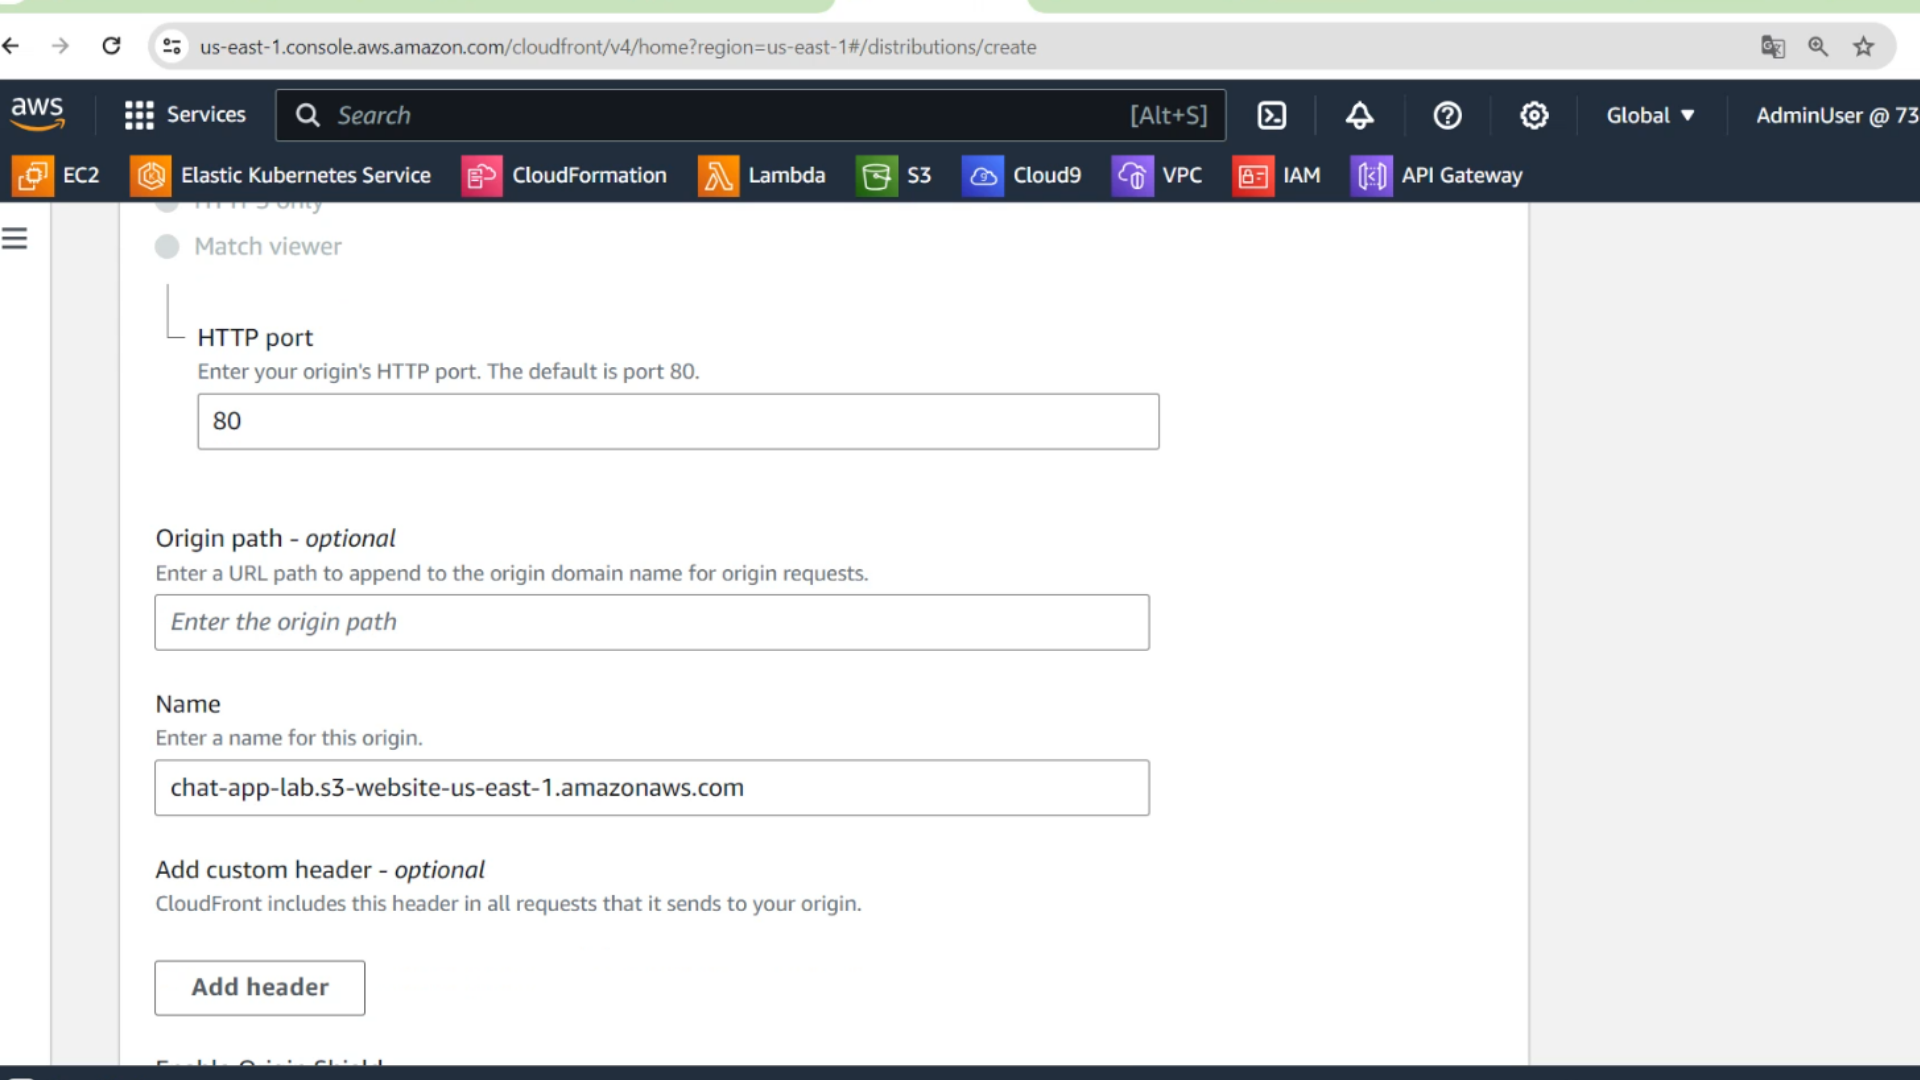 us-east-1.console.aws.amazon.com/cloudfront/v4/home?region=us-east-1#/distributions/create
aws Services Search [Alt+S] Global ▼ AdminUser @ 73
EC2 Elastic Kubernetes Service CloudFormation Lambda S3 Cloud9 VPC IAM API Gateway
HTTPS only
Match viewer
HTTP port
Enter your origin's HTTP port. The default is port 80.
80
Origin path - optional
Enter a URL path to append to the origin domain name for origin requests.
Enter the origin path
Name
Enter a name for this origin.
chat-app-lab.s3-website-us-east-1.amazonaws.com
Add custom header - optional
CloudFront includes this header in all requests that it sends to your origin.
Add header
Enable Origin Shield